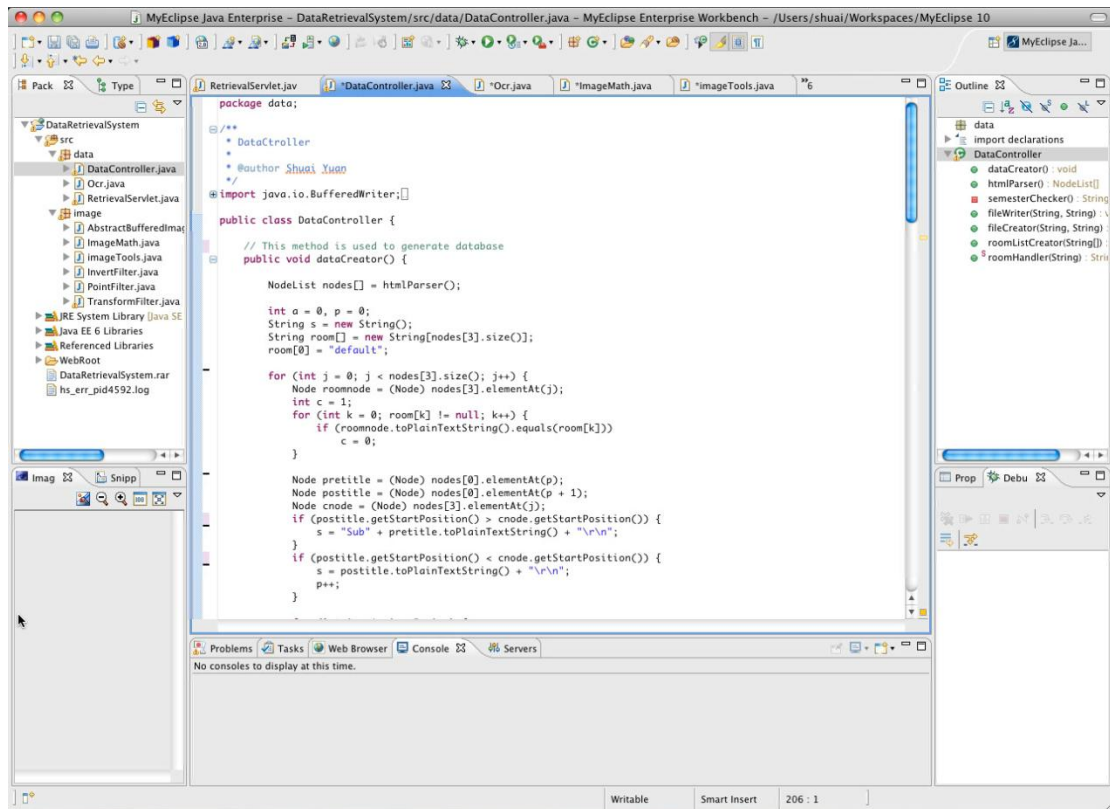 MyEclipse Java Enterprise – DataRetrievalSystem/src/data/DataController.java – MyEclipse Enterprise Workbench – /Users/shuai/Workspaces/MyEclipse 10
MyEclipse Ja...
Pack Type
RetrievalServlet.jav *DataController.java *Ocr.java *ImageMath.java *imageTools.java »6
Outline
DataRetrievalSystem
src
data
DataController.java
Ocr.java
RetrievalServlet.java
image
AbstractBufferedImag
ImageMath.java
imageTools.java
InvertFilter.java
PointFilter.java
TransformFilter.java
JRE System Library [Java SE
Java EE 6 Libraries
Referenced Libraries
WebRoot
DataRetrievalSystem.rar
hs_err_pid4592.log
Imag Snipp
package data;
/**
* DataCtroller
*
* @author Shuai Yuan
*/
import java.io.BufferedWriter;
public class DataController {
// This method is used to generate database
public void dataCreator() {
NodeList nodes[] = htmlParser();
int a = 0, p = 0;
String s = new String();
String room[] = new String[nodes[3].size()];
room[0] = "default";
for (int j = 0; j < nodes[3].size(); j++) {
Node roomnode = (Node) nodes[3].elementAt(j);
int c = 1;
for (int k = 0; room[k] != null; k++) {
if (roomnode.toPlainTextString().equals(room[k]))
c = 0;
}
Node pretitle = (Node) nodes[0].elementAt(p);
Node postitle = (Node) nodes[0].elementAt(p + 1);
Node cnode = (Node) nodes[3].elementAt(j);
if (postitle.getStartPosition() > cnode.getStartPosition()) {
s = "Sub" + pretitle.toPlainTextString() + "\r\n";
}
if (postitle.getStartPosition() < cnode.getStartPosition()) {
s = postitle.toPlainTextString() + "\r\n";
p++;
}
data
import declarations
DataController
dataCreator() : void
htmlParser() : NodeList[]
semesterChecker() : String
fileWriter(String, String) : v
fileCreator(String, String) :
roomListCreator(String[]) :
roomHandler(String) : Stri
Prop Debu
Problems Tasks Web Browser Console Servers
No consoles to display at this time.
Writable Smart Insert 206 : 1